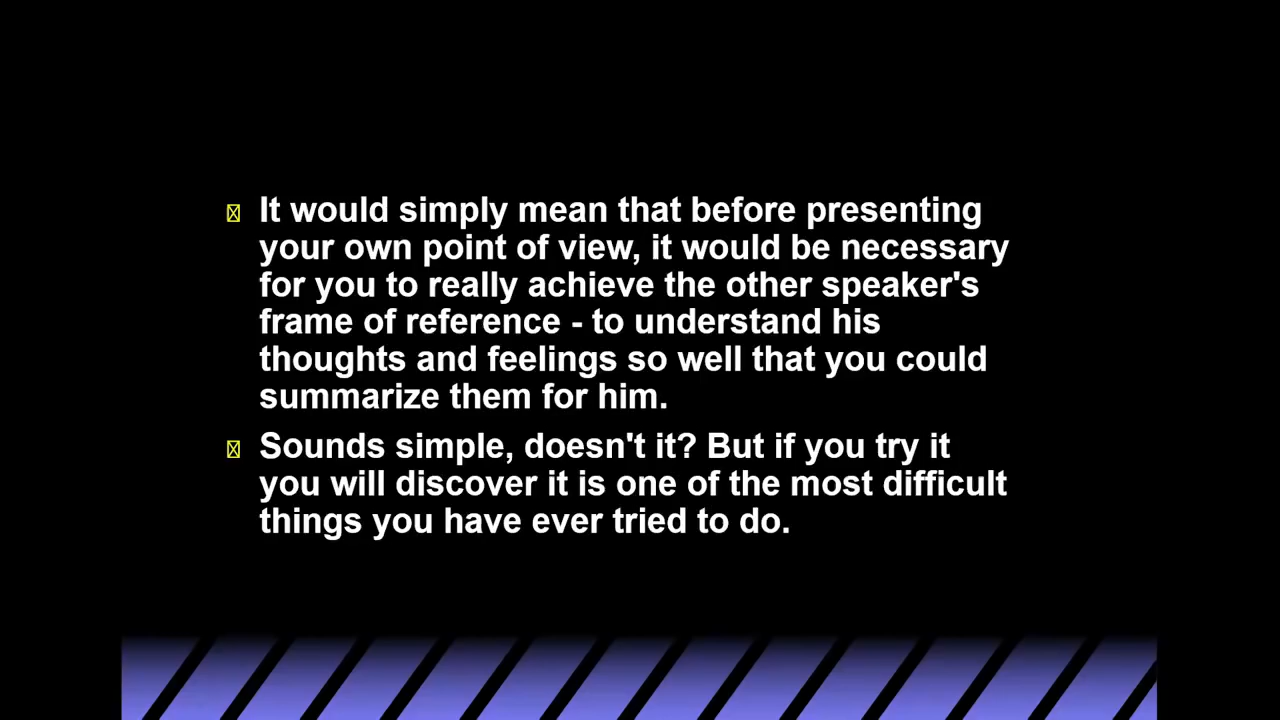 It would simply mean that before presenting
your own point of view, it would be necessary
for you to really achieve the other speaker's
frame of reference - to understand his
thoughts and feelings so well that you could
summarize them for him.
Sounds simple, doesn't it? But if you try it
you will discover it is one of the most difficult
things you have ever tried to do.